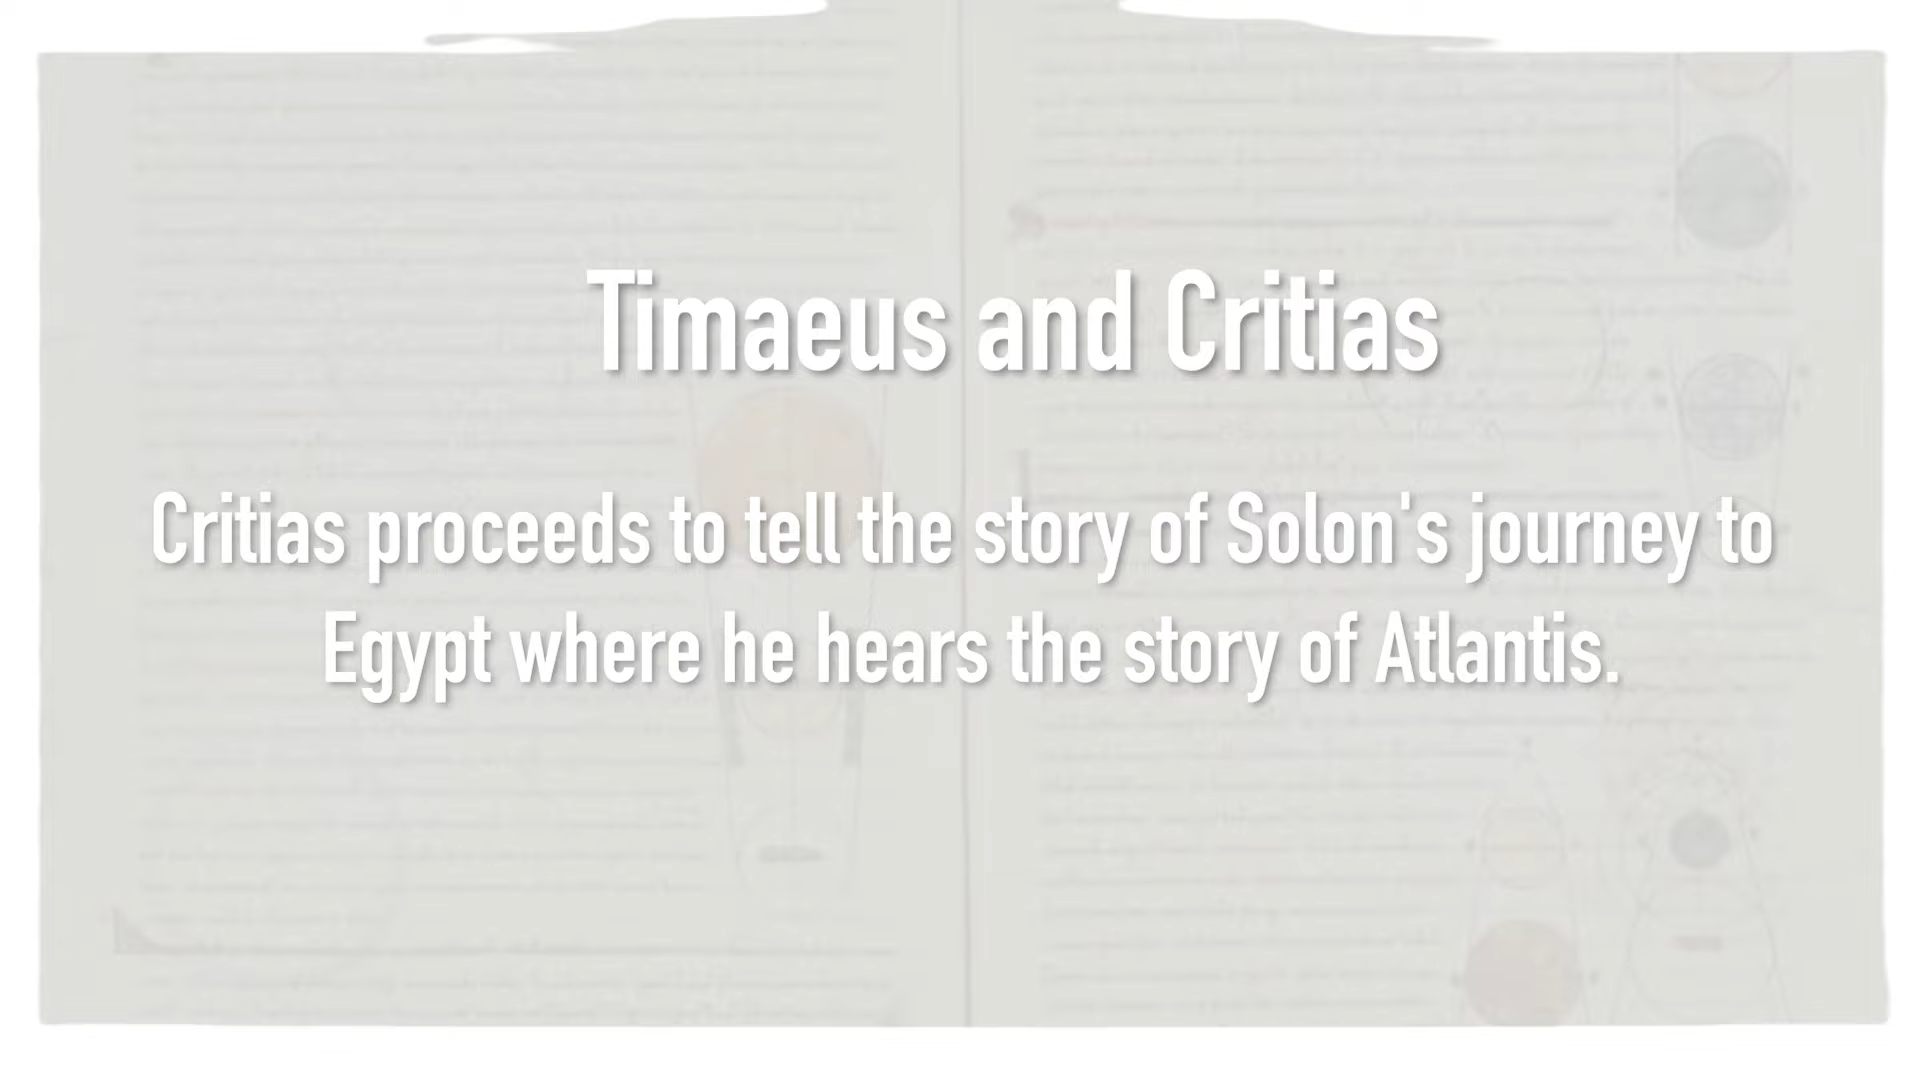 Timaeus and Critias
Critias proceeds to tell the story of Solon's journey to
Egypt where he hears the story of Atlantis.